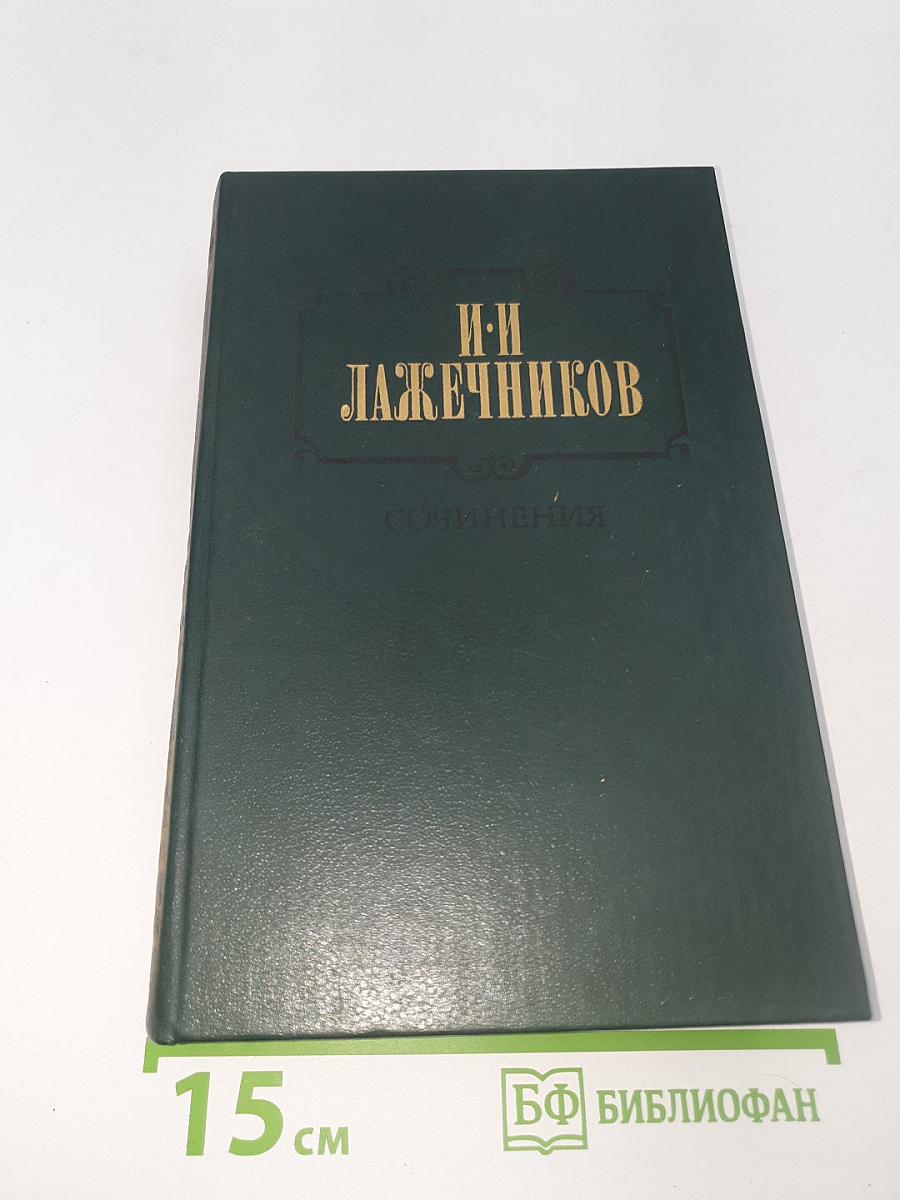 И·И
ЛАЖЕЧНИКОВ
СОЧИНЕНИЯ
15 см
БФ БИБЛИОФАН